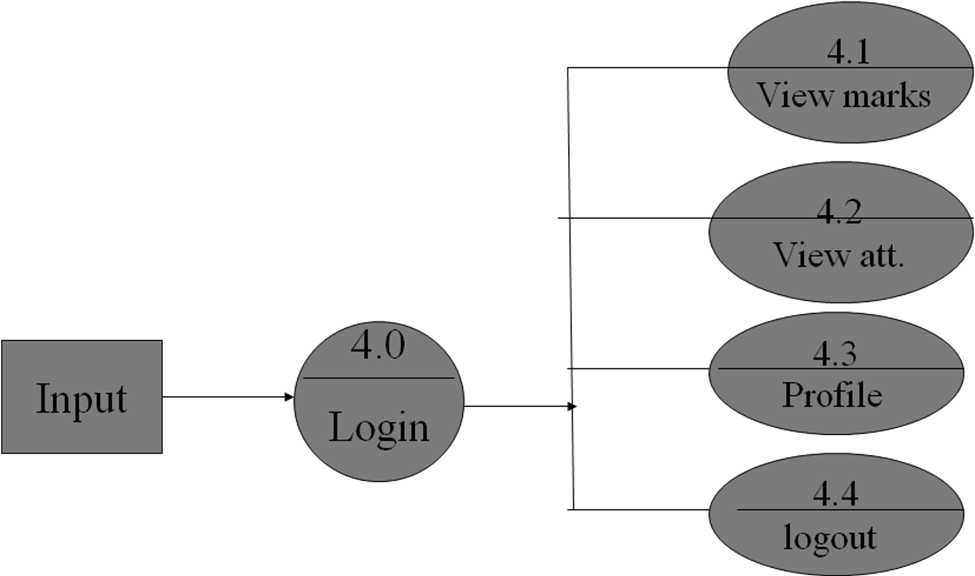 4.1
View marks
4.2
View att.
4.3
Profile
4.0
Login
Input
4.4
logout